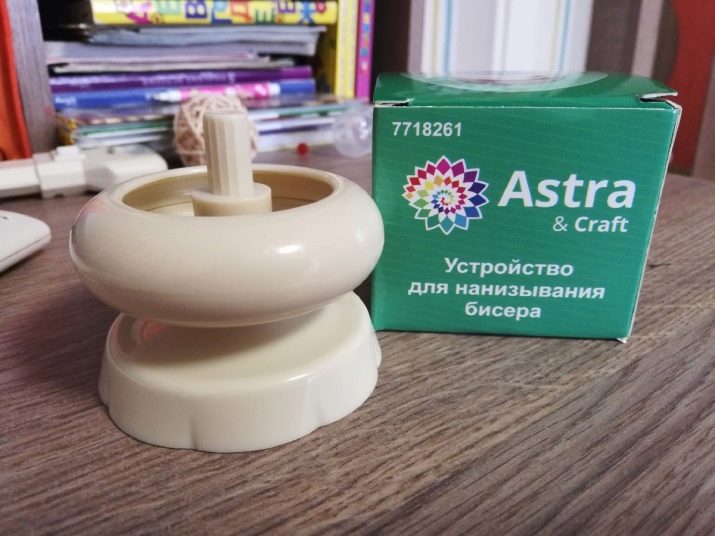 7718261
Astra
& Craft
Устройство
для нанизывания
бисера